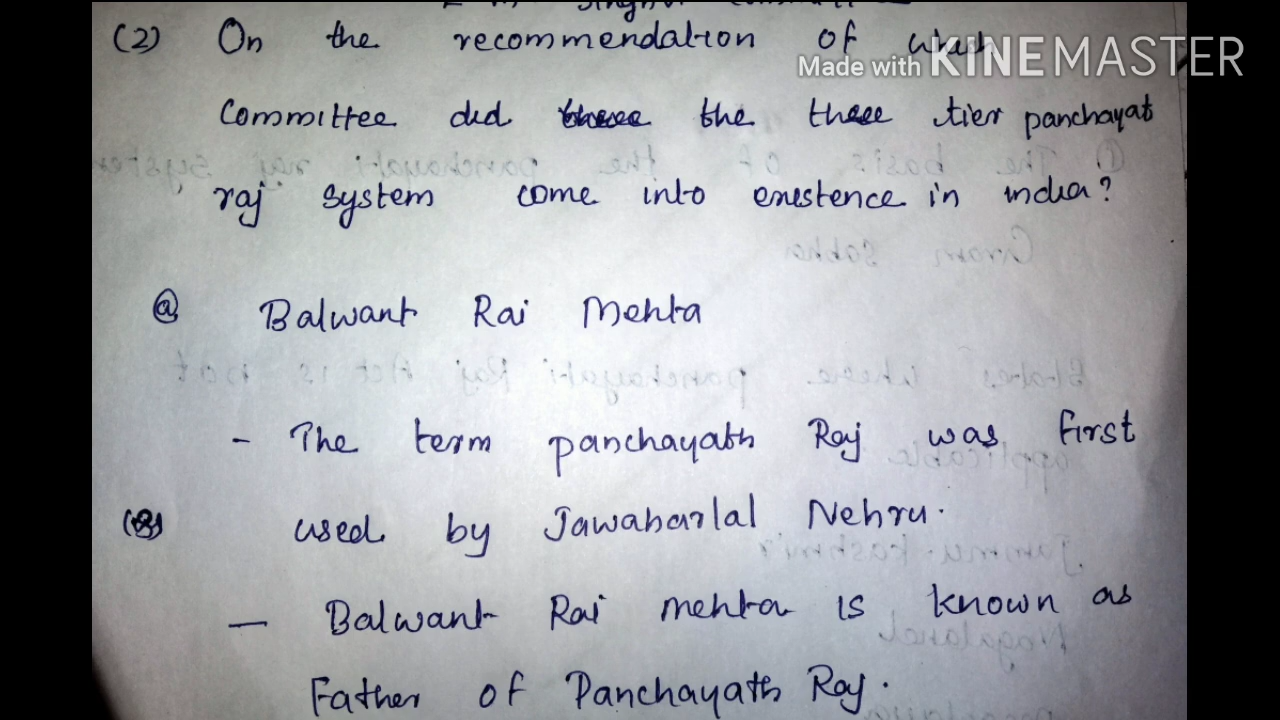 (2) On the recommendation of
Made with KINEMASTER
Committee did the three tier panchayat
raj system come into existence in india?
@ Balwant Rai Mehta
- The term panchayath Raj was first
used by Jawaharlal Nehru.
— Balwant Rai mehta is known as
Father of Panchayath Raj.